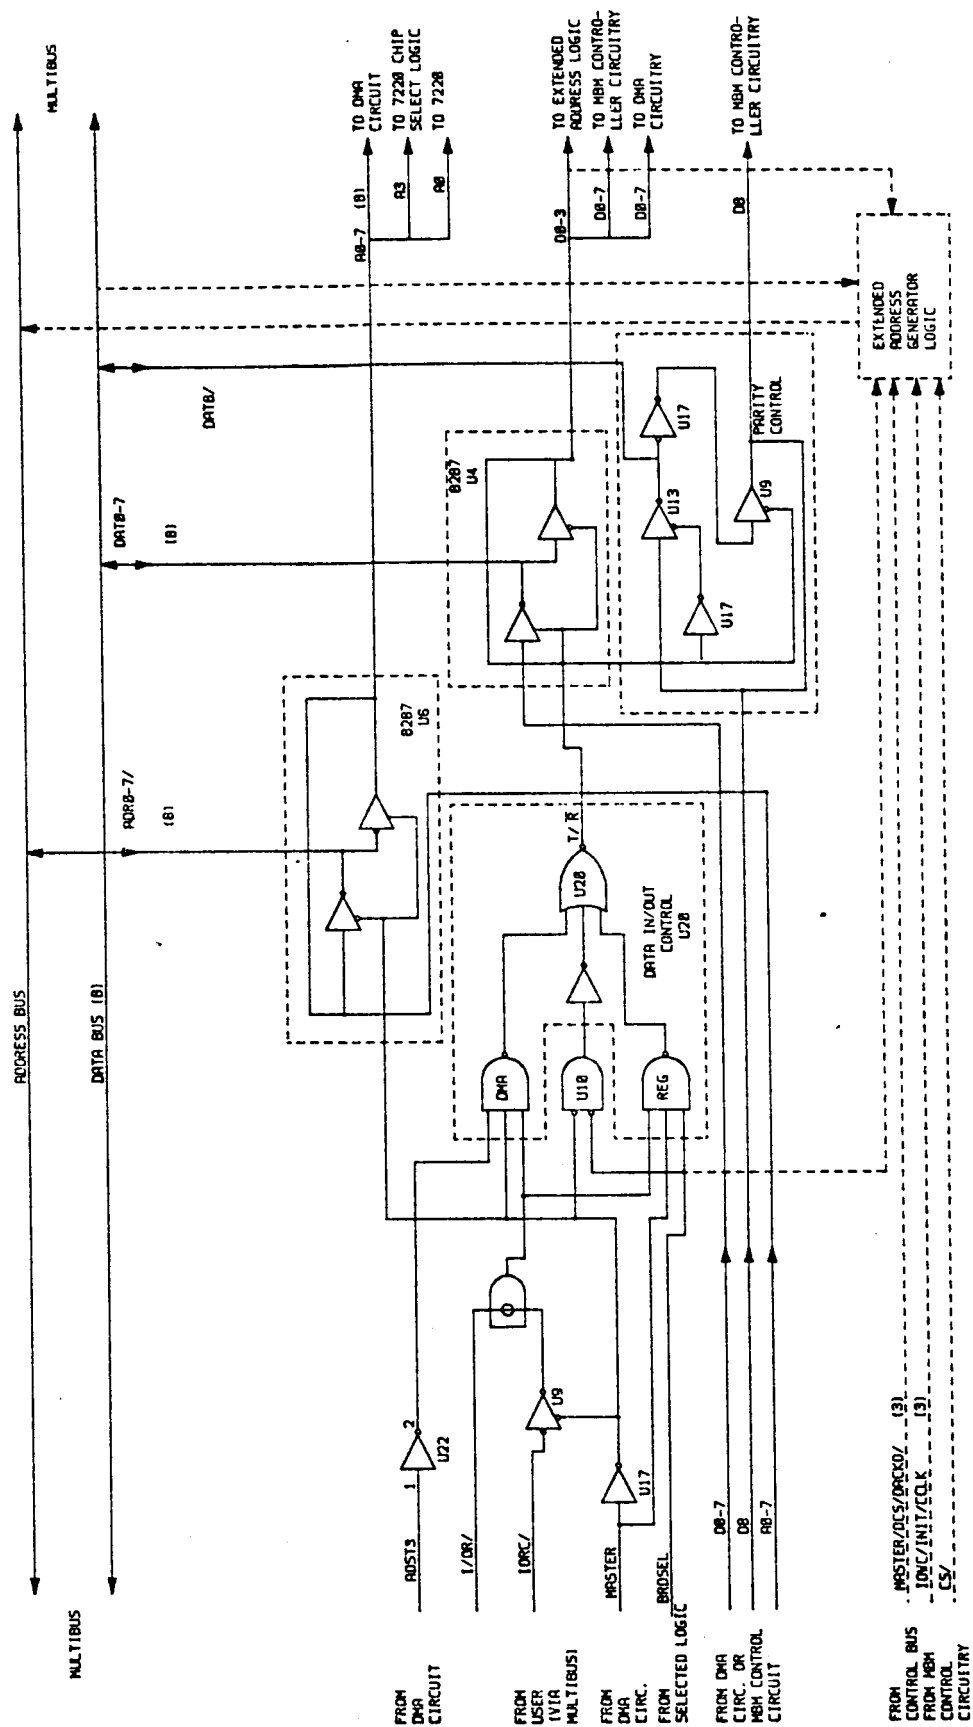 MULTIBUS
MULTIBUS
ADDRESS BUS
DATA BUS (8)
ADR0-7/
(8)
DAT0-7
(8)
DAT8/
A0-7 (8)
TO DMA
CIRCUIT
A3
TO 7220 CHIP
SELECT LOGIC
A0
TO 7220
D0-3
TO EXTENDED
ADDRESS LOGIC
D0-7
TO MBM CONTRO-
LLER CIRCUITRY
D0-7
TO DMA
CIRCUITRY
D8
TO MBM CONTRO-
LLER CIRCUITRY
8287
U6
8287
U4
U17
U13
U17
U9
PARITY
CONTROL
EXTENDED
ADDRESS
GENERATOR
LOGIC
T/R
U20
DATA IN/OUT
CONTROL
U20
DMA
U10
REG
1
2
U22
U9
U17
FROM
DMA
CIRCUIT
ADST3
I/OR/
FROM
USER
(VIA
MULTIBUS)
IORC/
FROM
DMA
CIRC.
MASTER
FROM
SELECTED LOGIC
BRDSEL
FROM DMA
CIRC. OR
MBM CONTROL
CIRCUIT
D0-7
D8
A0-7
FROM
CONTROL BUS
FROM MBM
CONTROL
CIRCUITRY
MASTER/DCS/DACK0/ (3)
IOWC/INIT/CCLK (3)
CS/